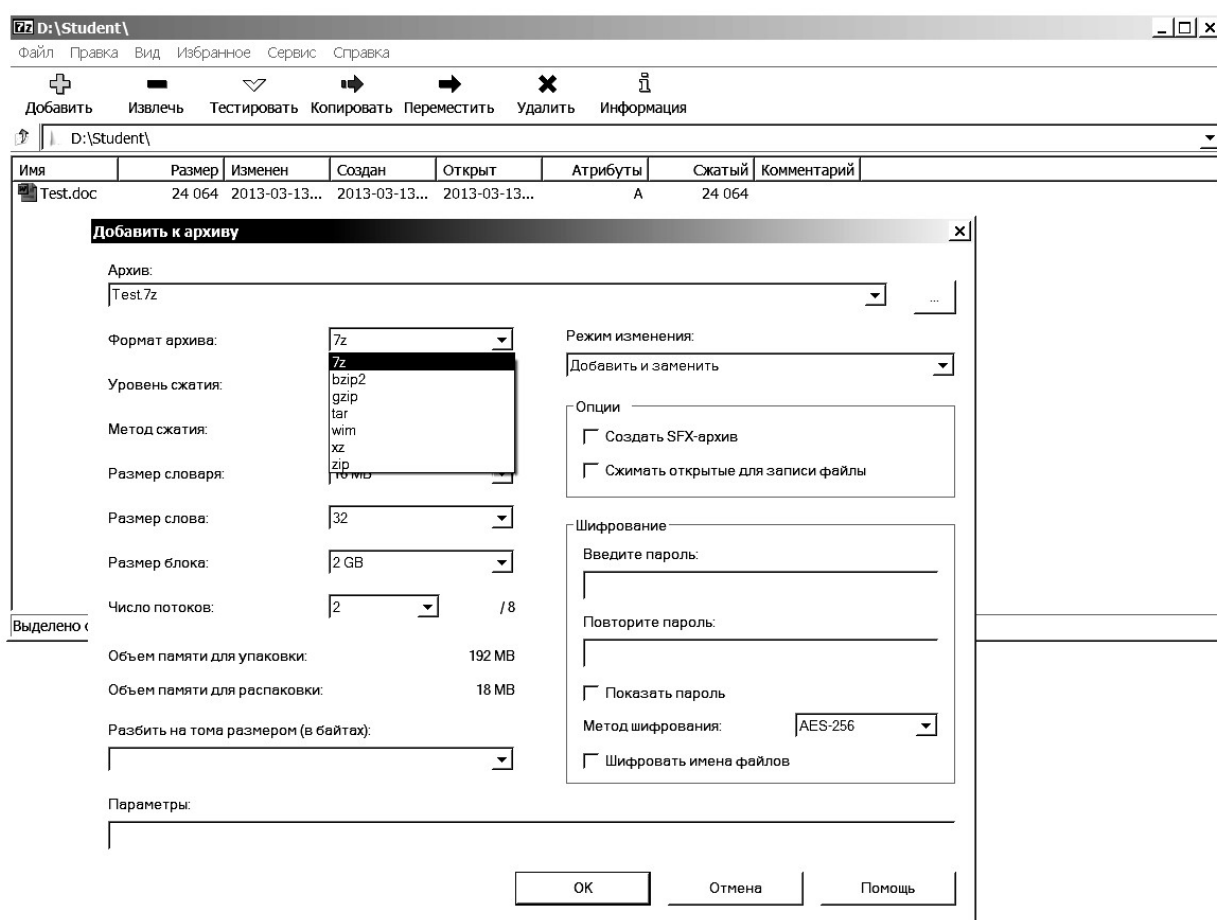 7z D:\Student\
Файл Правка Вид Избранное Сервис Справка
Добавить Извлечь Тестировать Копировать Переместить Удалить Информация
D:\Student\
Имя Размер Изменен Создан Открыт Атрибуты Сжатый Комментарий
Test.doc 24 064 2013-03-13... 2013-03-13... 2013-03-13... A 24 064
Добавить к архиву
Архив:
Test.7z
...
Формат архива: 7z
7z
bzip2
gzip
tar
wim
xz
zip
Уровень сжатия:
Метод сжатия:
Размер словаря: 16 MB
Размер слова: 32
Размер блока: 2 GB
Число потоков: 2 / 8
Объем памяти для упаковки: 192 MB
Объем памяти для распаковки: 18 MB
Разбить на тома размером (в байтах):
Параметры:
Режим изменения:
Добавить и заменить
Опции
Создать SFX-архив
Сжимать открытые для записи файлы
Шифрование
Введите пароль:
Повторите пароль:
Показать пароль
Метод шифрования: AES-256
Шифровать имена файлов
OK Отмена Помощь
Выделено